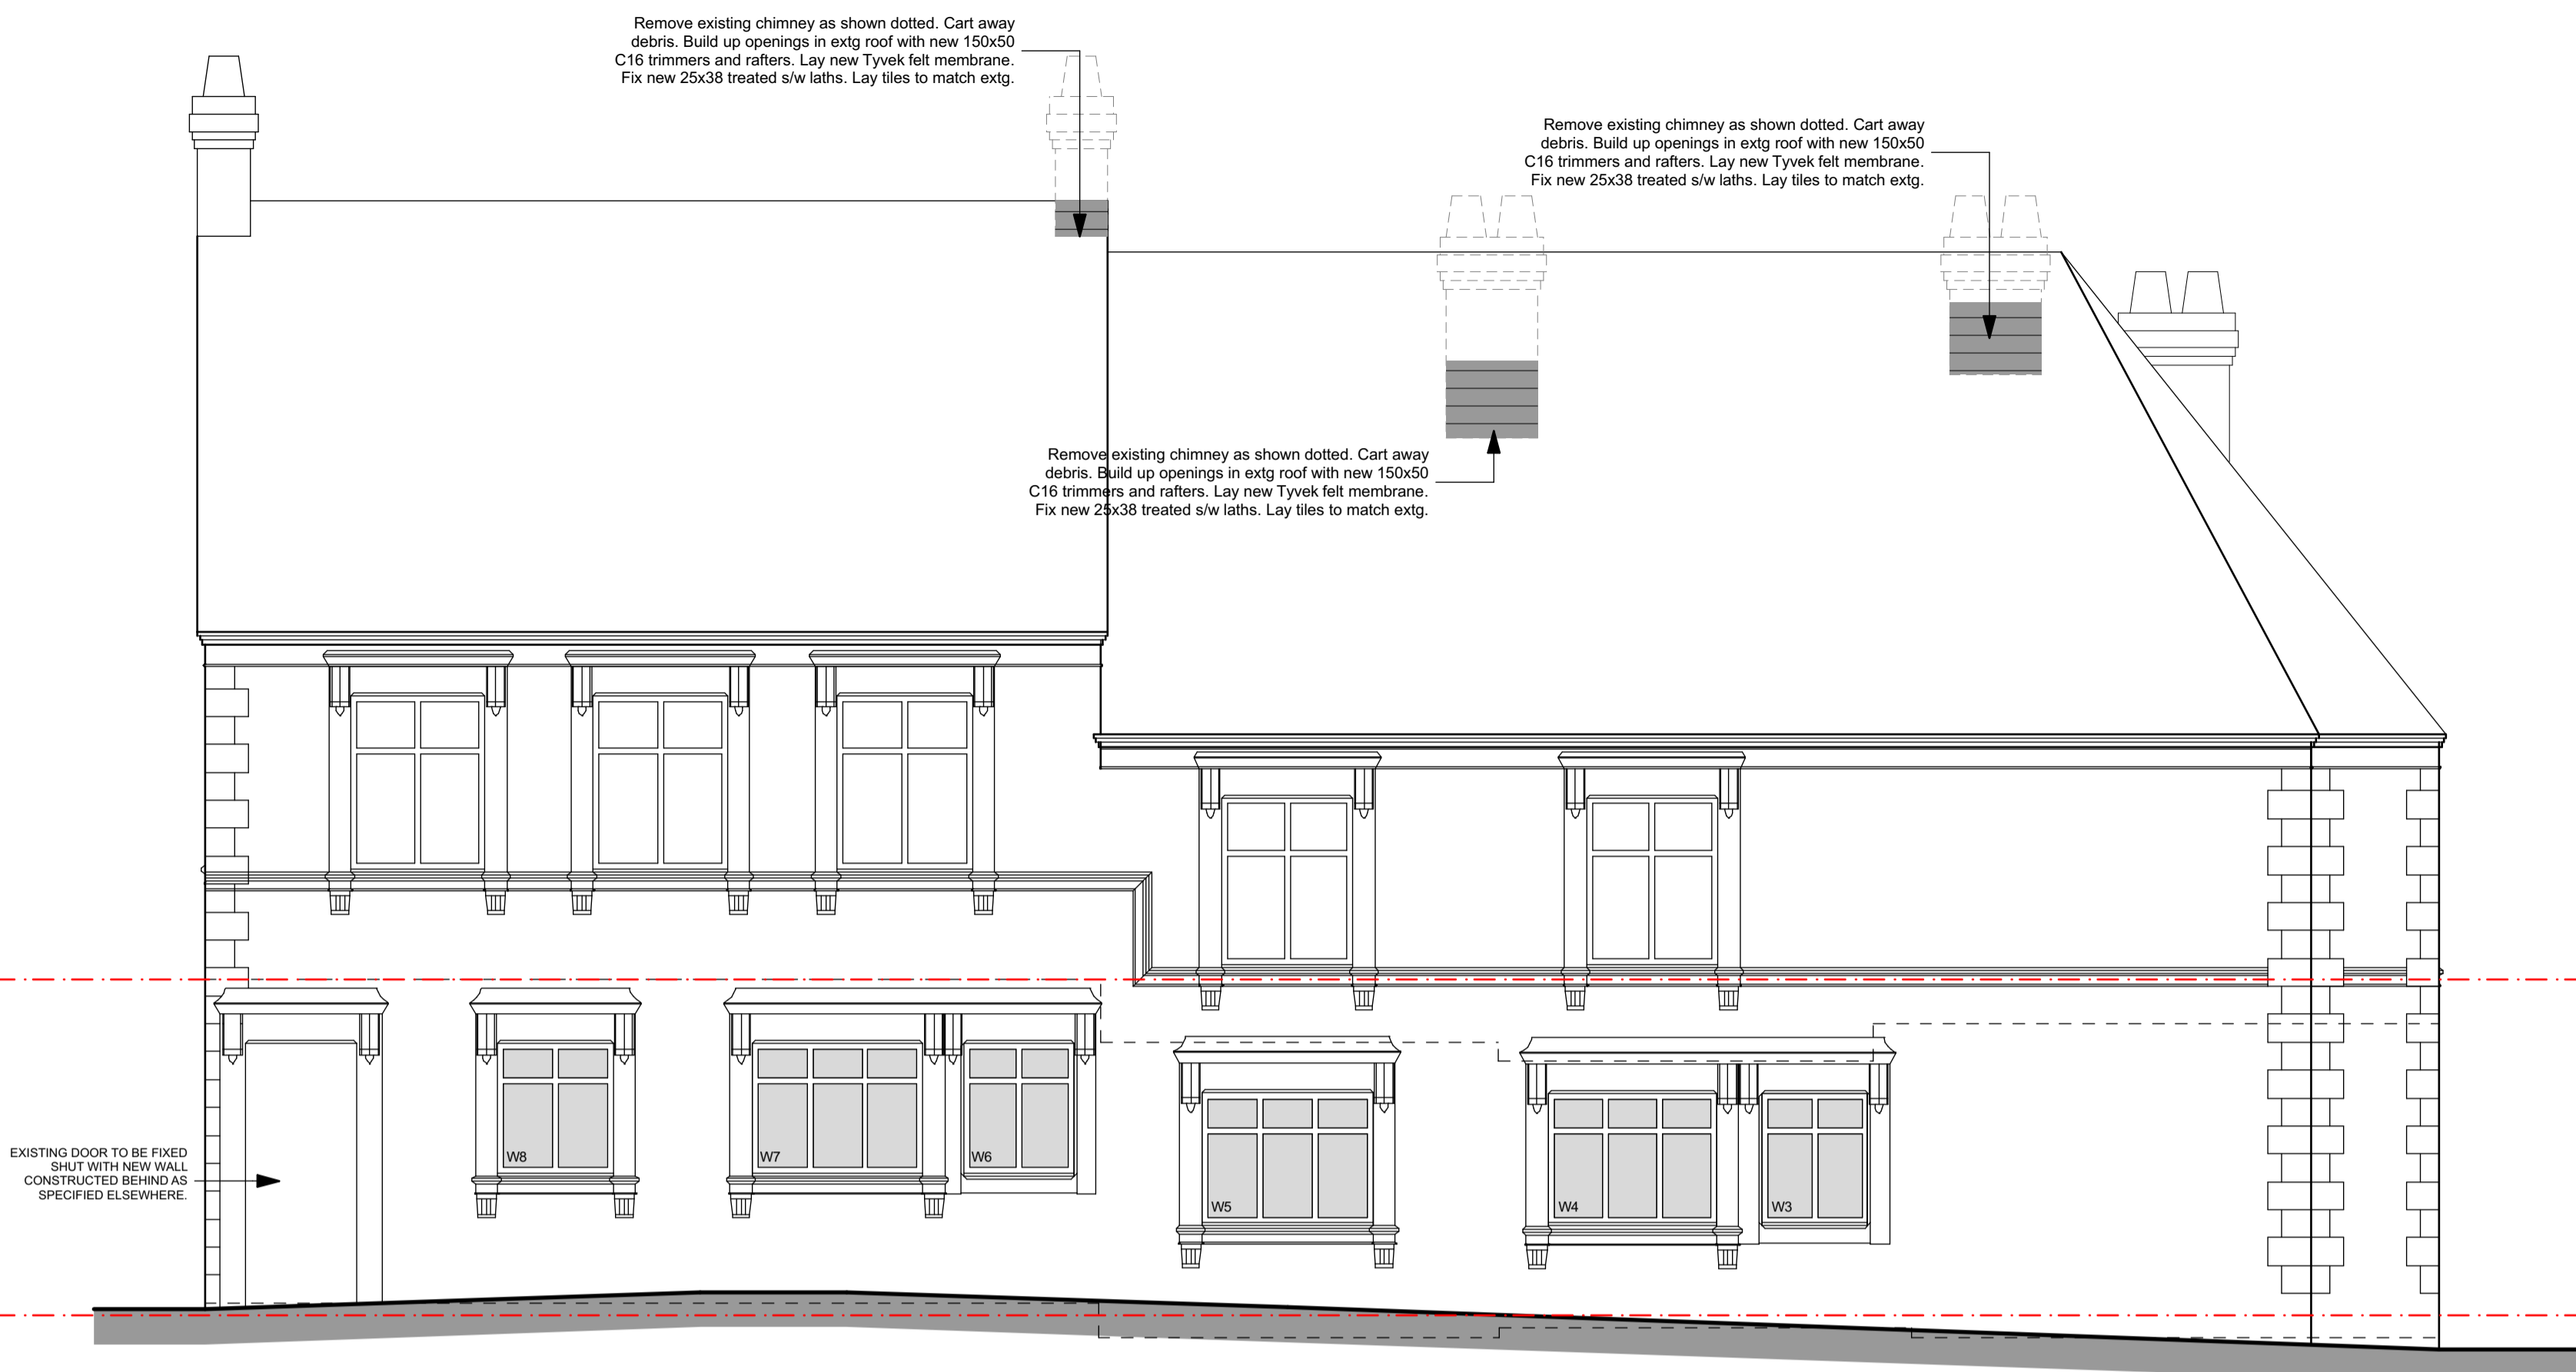 Remove existing chimney as shown dotted. Cart away
debris. Build up openings in extg roof with new 150x50
C16 trimmers and rafters. Lay new Tyvek felt membrane.
Fix new 25x38 treated s/w laths. Lay tiles to match extg.
Remove existing chimney as shown dotted. Cart away
debris. Build up openings in extg roof with new 150x50
C16 trimmers and rafters. Lay new Tyvek felt membrane.
Fix new 25x38 treated s/w laths. Lay tiles to match extg.
Remove existing chimney as shown dotted. Cart away
debris. Build up openings in extg roof with new 150x50
C16 trimmers and rafters. Lay new Tyvek felt membrane.
Fix new 25x38 treated s/w laths. Lay tiles to match extg.
EXISTING DOOR TO BE FIXED
SHUT WITH NEW WALL
CONSTRUCTED BEHIND AS
SPECIFIED ELSEWHERE.
W8
W7
W6
W5
W4
W3